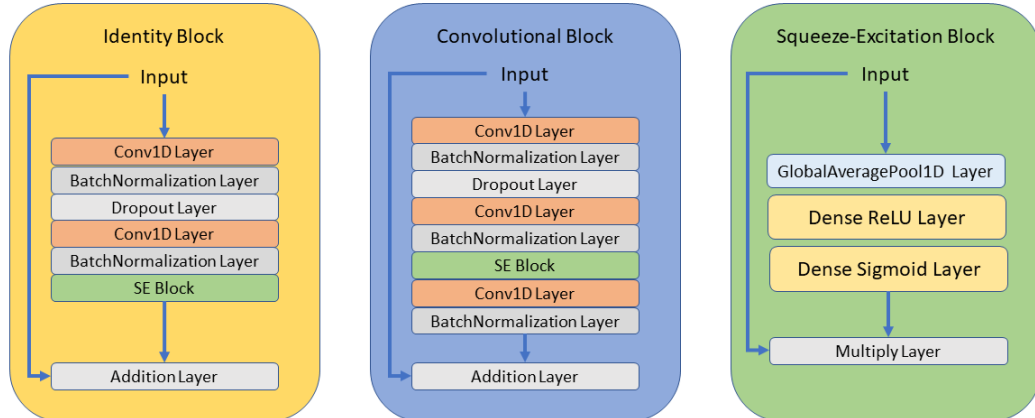 Identity Block
Input
Conv1D Layer
BatchNormalization Layer
Dropout Layer
Conv1D Layer
BatchNormalization Layer
SE Block
Addition Layer
Convolutional Block
Input
Conv1D Layer
BatchNormalization Layer
Dropout Layer
Conv1D Layer
BatchNormalization Layer
SE Block
Conv1D Layer
BatchNormalization Layer
Addition Layer
Squeeze-Excitation Block
Input
GlobalAveragePool1D Layer
Dense ReLU Layer
Dense Sigmoid Layer
Multiply Layer